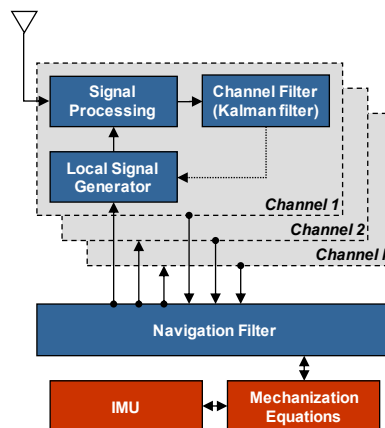 Signal
Processing
Channel Filter
(Kalman filter)
Local Signal
Generator
Channel 1
Channel 2
Channel
Navigation Filter
IMU
Mechanization
Equations